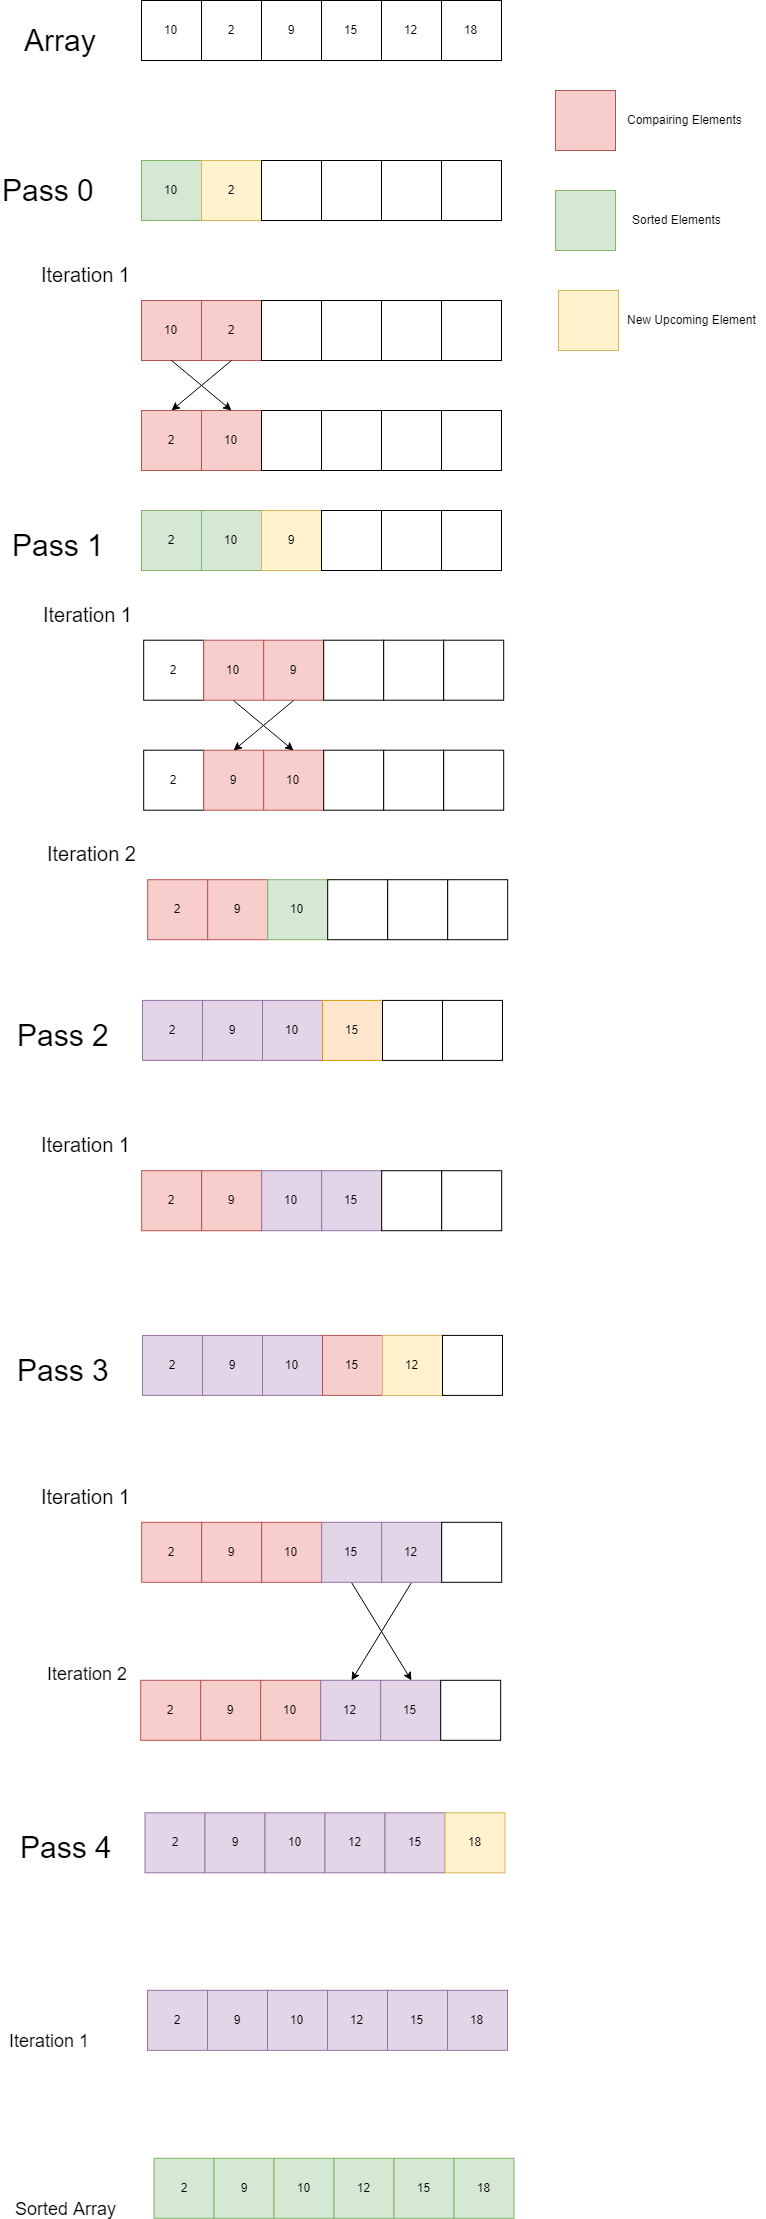 Array 10 2 9 15 12 18
Compairing Elements
Pass 0 10 2
Sorted Elements
Iteration 1
New Upcoming Element
10 2
2 10
Pass 1 2 10 9
Iteration 1
2 10 9
2 9 10
Iteration 2
2 9 10
Pass 2 2 9 10 15
Iteration 1
2 9 10 15
Pass 3 2 9 10 15 12
Iteration 1
2 9 10 15 12
Iteration 2
2 9 10 12 15
Pass 4 2 9 10 12 15 18
2 9 10 12 15 18
Iteration 1
2 9 10 12 15 18
Sorted Array